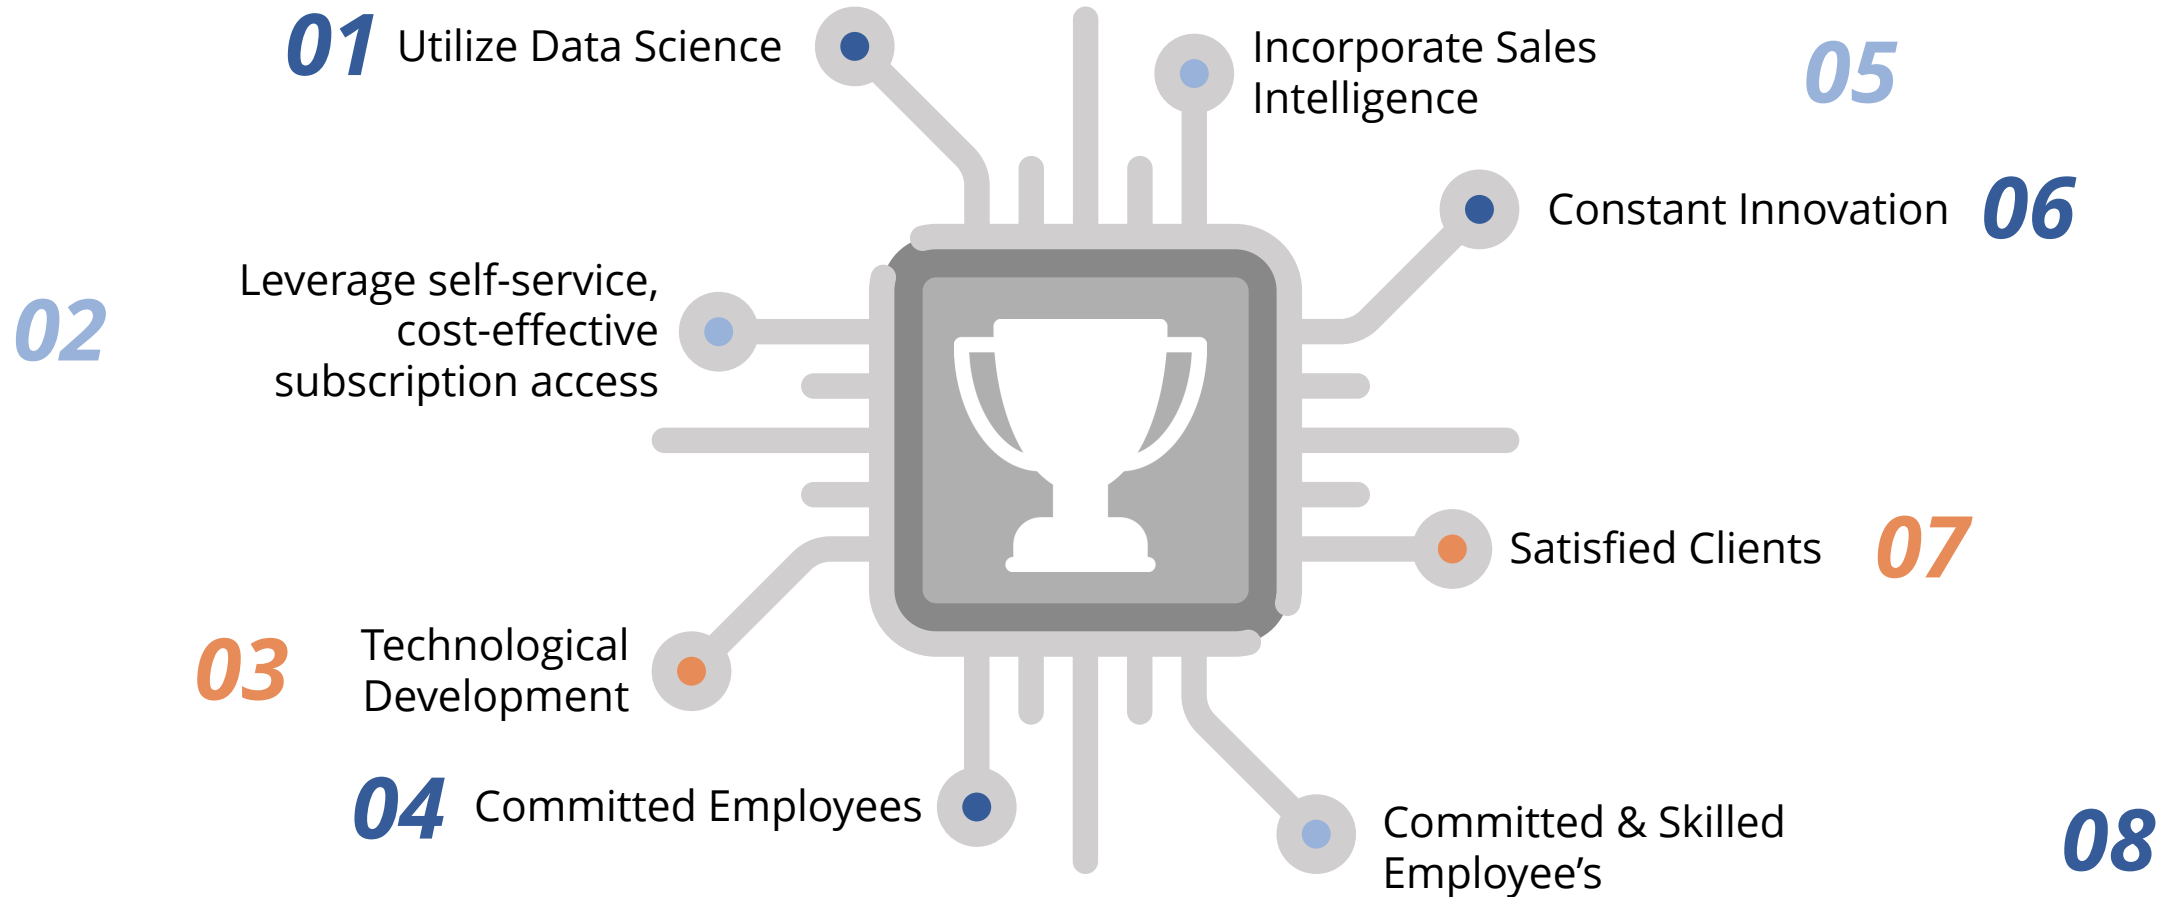 01 Utilize Data Science
02
Leverage self-service,
cost-effective
subscription access
03
Technological
Development
04 Committed Employees
Incorporate Sales
Intelligence
05
Constant Innovation 06
Satisfied Clients 07
Committed & Skilled
Employee’s
08